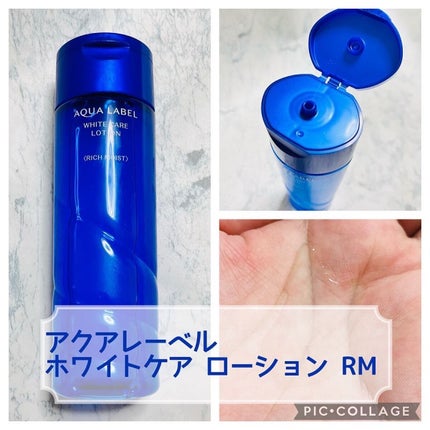 AQUA LABEL
WHITE CARE
LOTION
(RICH MOIST)
アクアレーベル
ホワイトケア ローション RM
PIC•COLLAGE